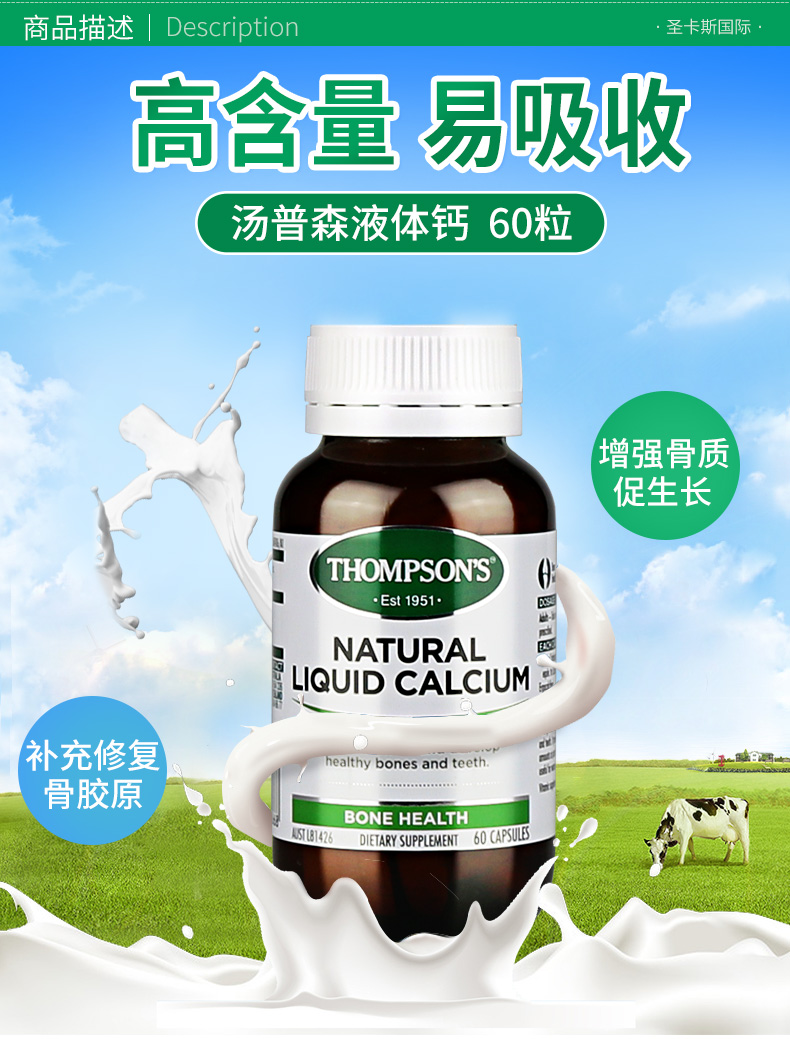 商品描述 Description
· 圣卡斯国际 ·
高含量 易吸收
汤普森液体钙 60粒
增强骨质
促生长
THOMPSON'S
• Est 1951 •
NATURAL
LIQUID CALCIUM
补充修复
骨胶原
healthy bones and teeth.
BONE HEALTH
AUST L81426 DIETARY SUPPLEMENT 60 CAPSULES